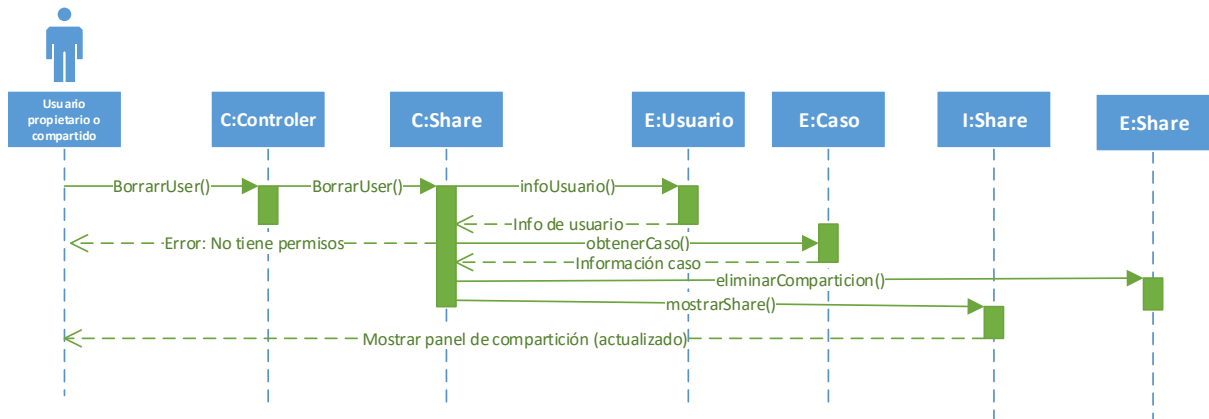 Usuario
propietario o
compartido
C:Controler
C:Share
E:Usuario
E:Caso
I:Share
E:Share
BorrarrUser()
BorrarUser()
infoUsuario()
Info de usuario
Error: No tiene permisos
obtenerCaso()
Información caso
eliminarComparticion()
mostrarShare()
Mostrar panel de compartición (actualizado)